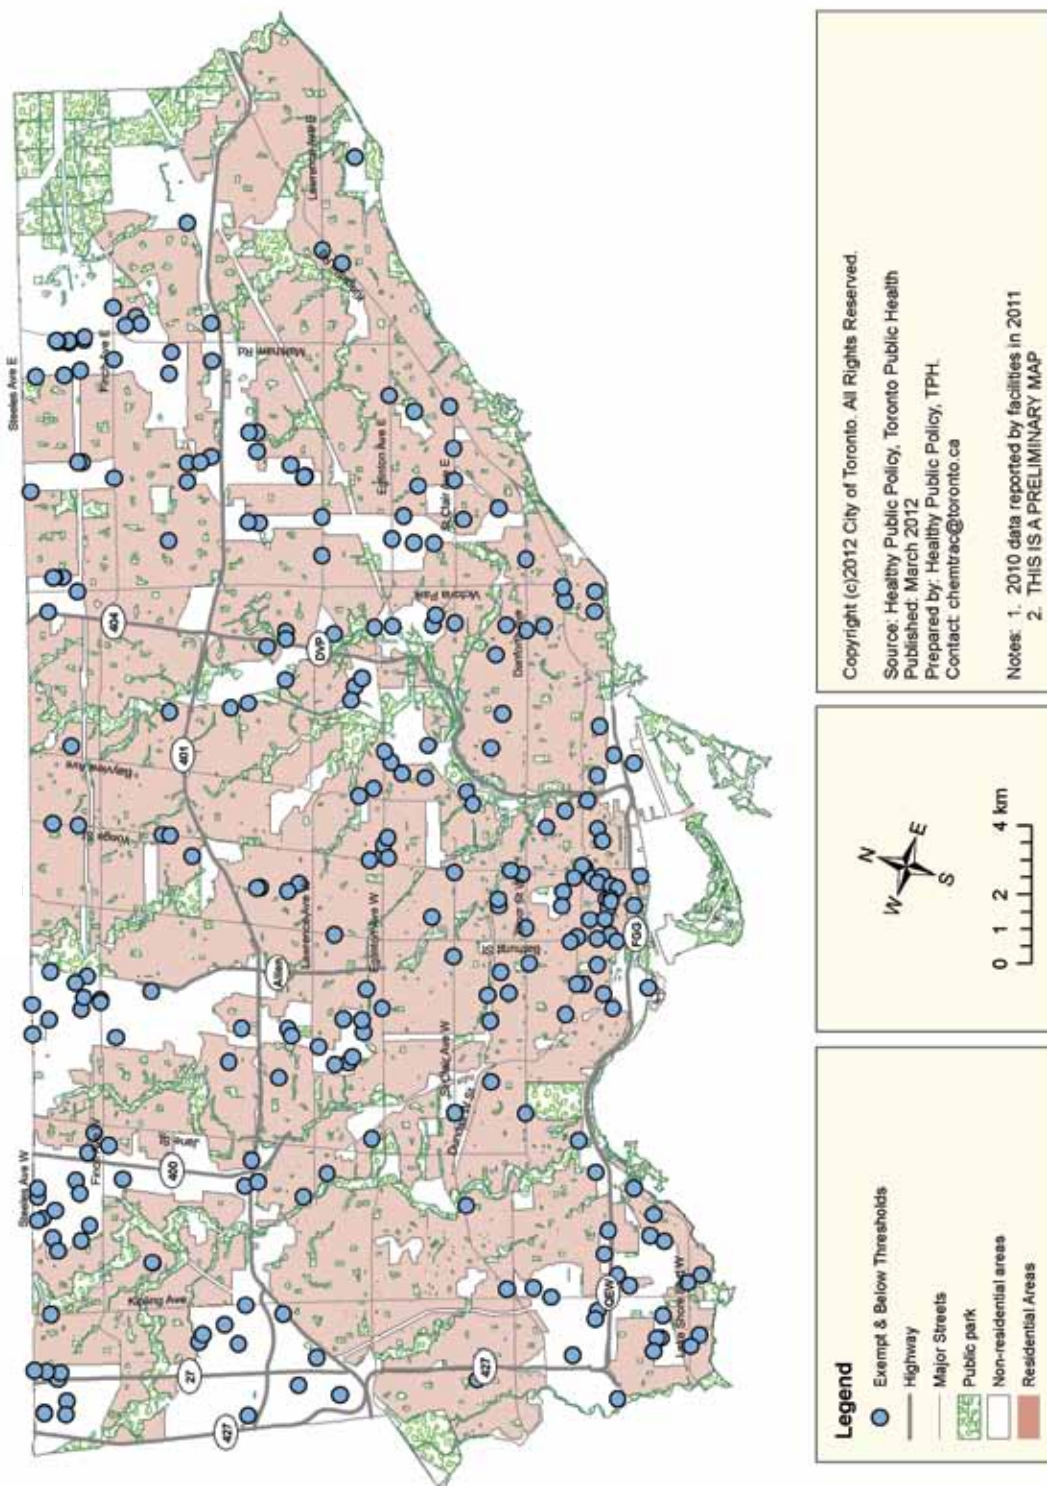 Steeles Ave W
Steeles Ave E
Finch Ave E
Jane St
Kipling Ave
Yonge St
Bayview Ave
Victoria Park
Markham Rd
Allen
Bathurst St
Lawrence Ave W
Lawrence Ave E
Eglinton Ave W
Eglinton Ave E
St Clair Ave W
St Clair Ave E
Dundas St W
Bloor St W
400
401
404
427
27
427
DVP
QEW
FGG
Legend
Exempt & Below Thresholds
Highway
Major Streets
Public park
Non-residential areas
Residential Areas
N
E
S
W
0 1 2 4 km
Copyright (c)2012 City of Toronto. All Rights Reserved.
Source: Healthy Public Policy, Toronto Public Health
Published: March 2012
Prepared by: Healthy Public Policy, TPH.
Contact: chemtrac@toronto.ca
Notes: 1. 2010 data reported by facilities in 2011
2. THIS IS A PRELIMINARY MAP